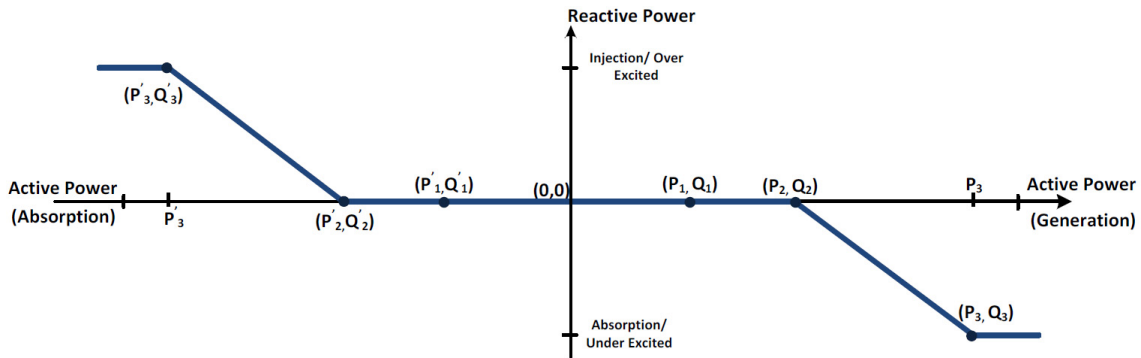 Reactive Power
Injection/ Over
Excited
(P'3,Q'3)
Active Power
(Absorption)
P'3
(P'2,Q'2)
(P'1,Q'1)
(0,0)
(P1, Q1)
(P2, Q2)
P3
Active Power
(Generation)
(P3, Q3)
Absorption/
Under Excited